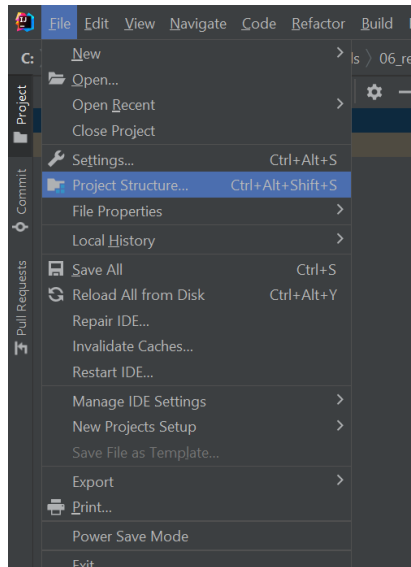 IJ File Edit View Navigate Code Refactor Build
C: ls 06_re
Project
Commit
Pull Requests
New
Open...
Open Recent
Close Project
Settings... Ctrl+Alt+S
Project Structure... Ctrl+Alt+Shift+S
File Properties
Local History
Save All Ctrl+S
Reload All from Disk Ctrl+Alt+Y
Repair IDE...
Invalidate Caches...
Restart IDE...
Manage IDE Settings
New Projects Setup
Save File as Template...
Export
Print...
Power Save Mode
Exit